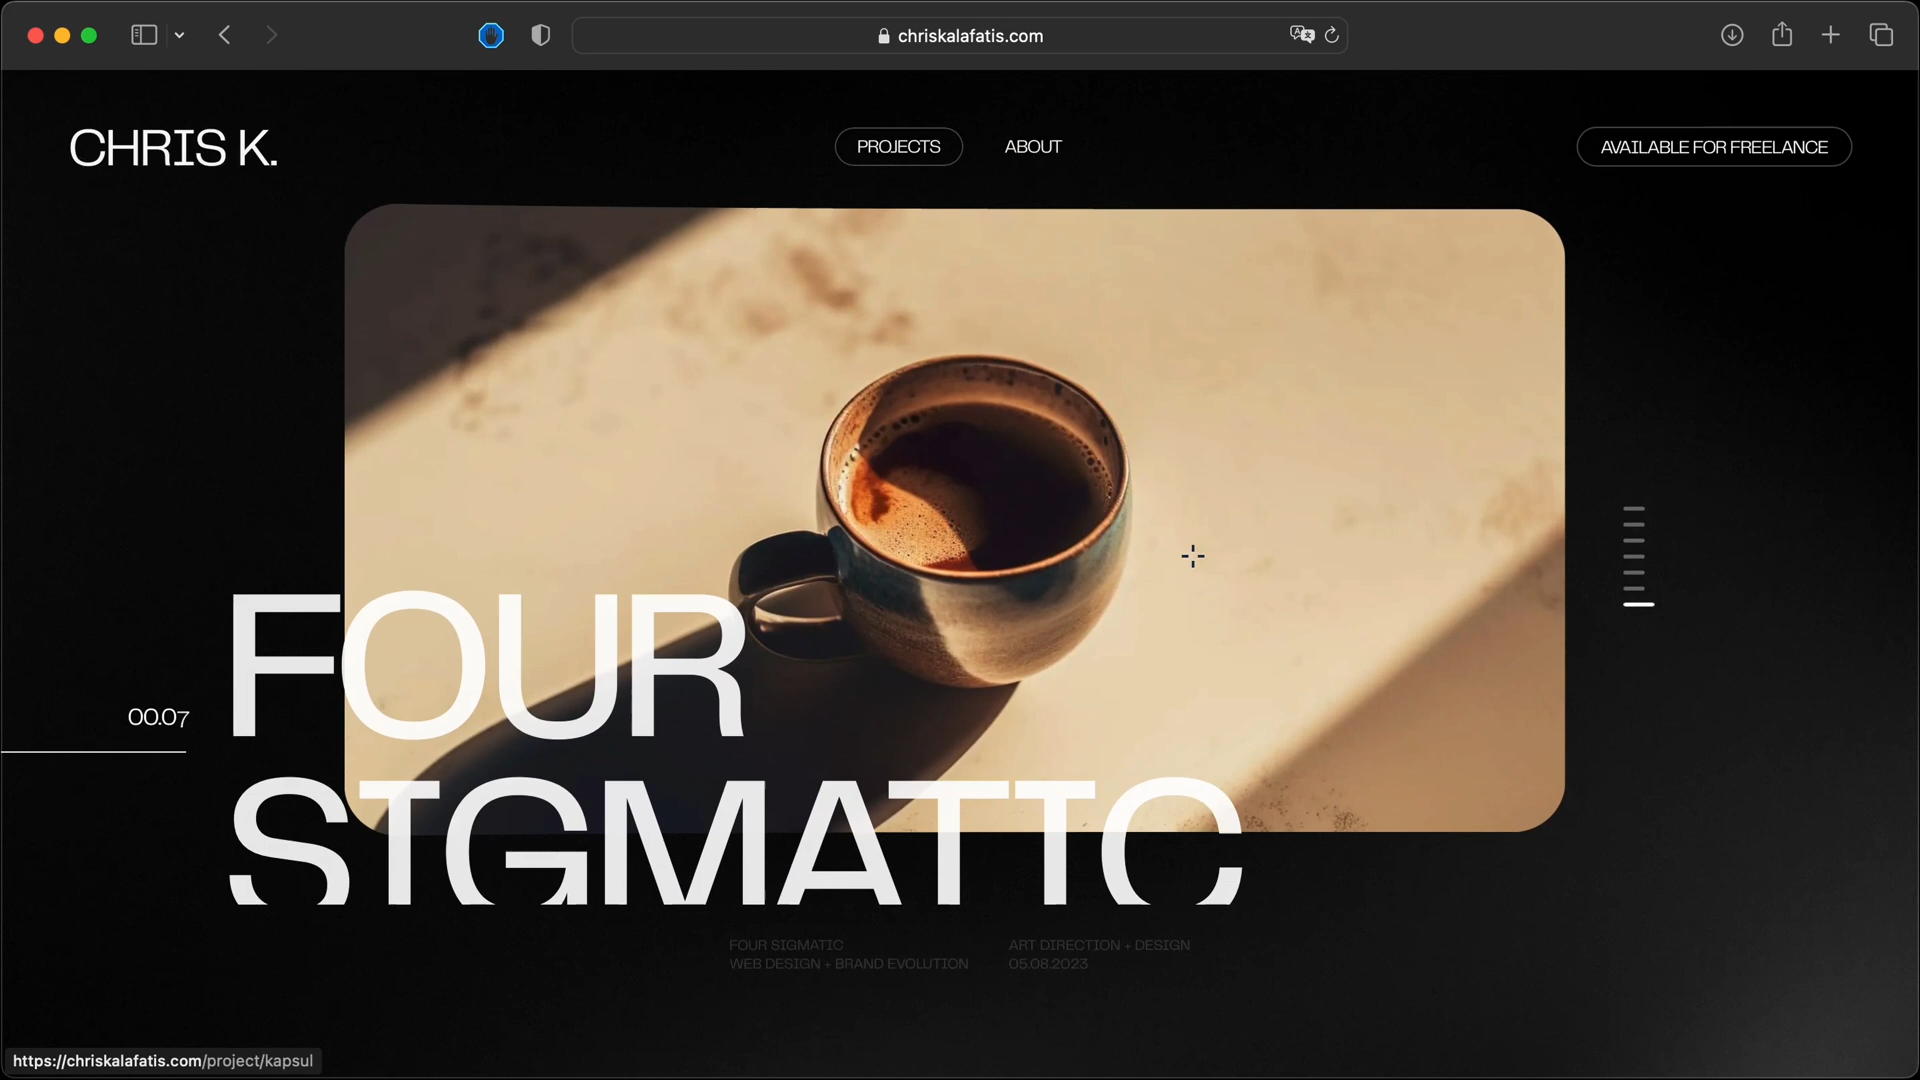 chriskalafatis.com
CHRIS K.
PROJECTS
ABOUT
AVAILABLE FOR FREELANCE
00.07
FOUR
SIGMATIC
FOUR SIGMATIC
WEB DESIGN + BRAND EVOLUTION
ART DIRECTION + DESIGN
05.08.2023
https://chriskalafatis.com/project/kapsul